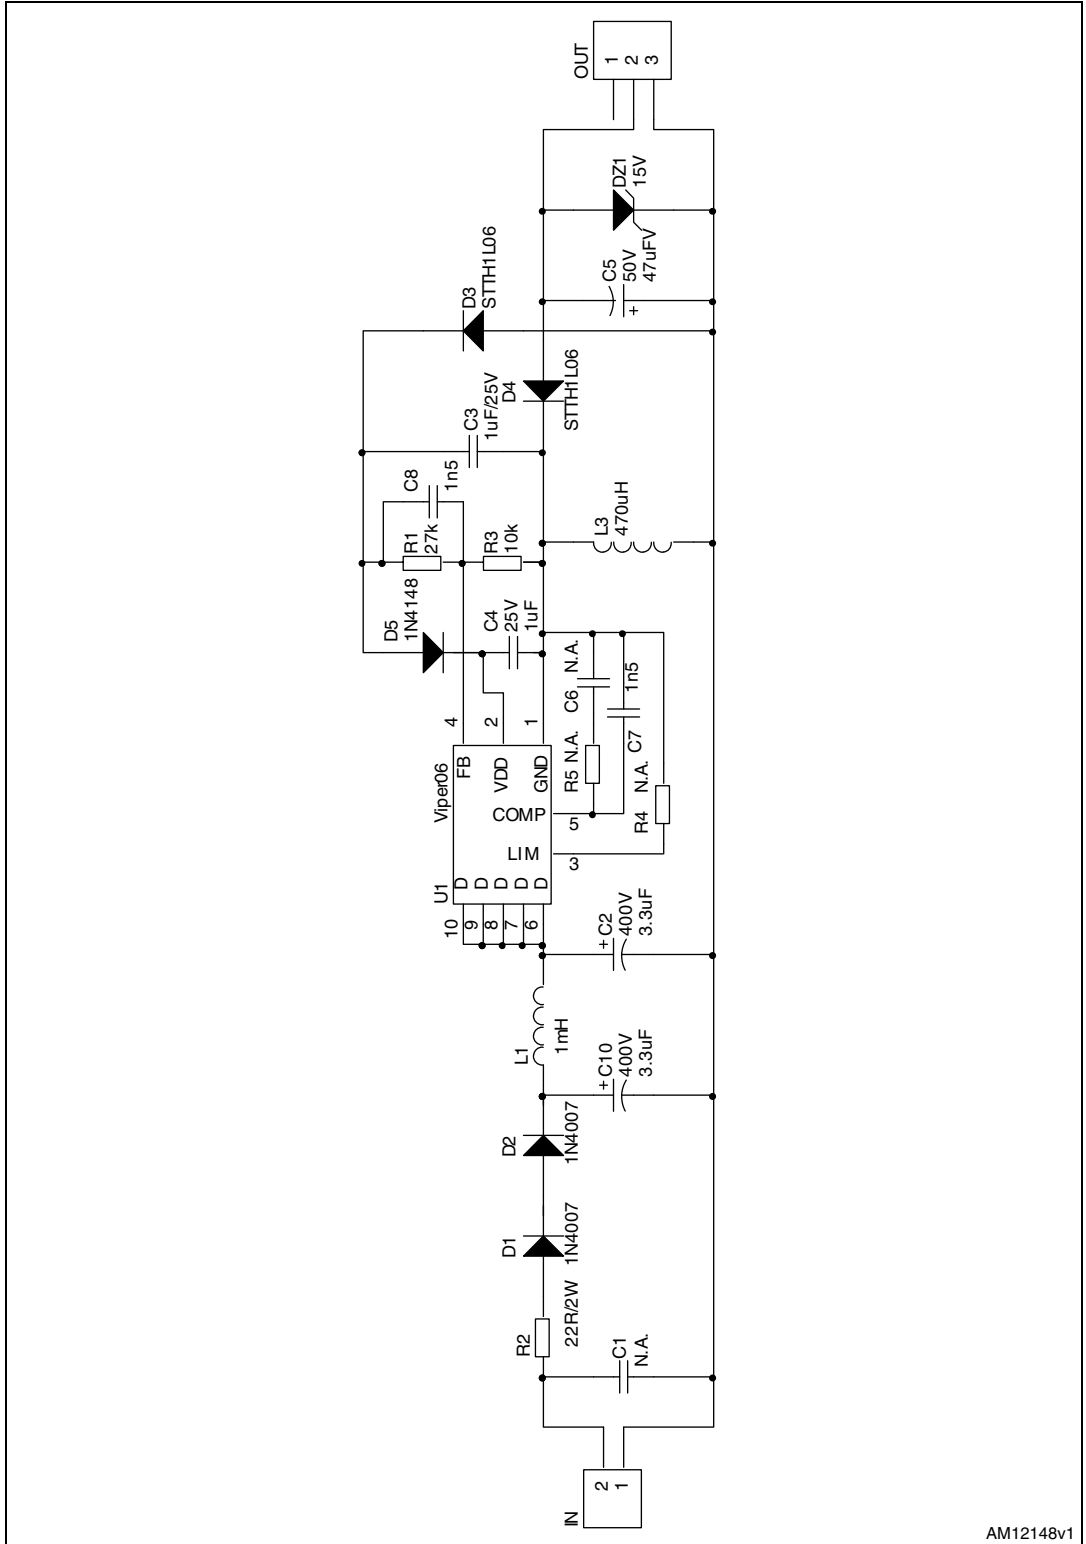 OUT
1
2
3
DZ1
15V
C5
50V
47uFV
+
D3
STTH1L06
D4
STTH1L06
C3
1uF/25V
C8
1n5
R1
27k
R3
10k
L3
470uH
D5
1N4148
C4
25V
1uF
C6
N.A.
R5 N.A.
C7
1n5
R4
N.A.
4
2
1
FB
VDD
GND
COMP
LIM
5
3
Viper06
U1
D
D
D
D
D
10
9
8
7
6
+
C2
400V
3.3uF
L1
1mH
+
C10
400V
3.3uF
D2
1N4007
D1
1N4007
R2
22R/2W
C1
N.A.
IN
2
1
AM12148v1